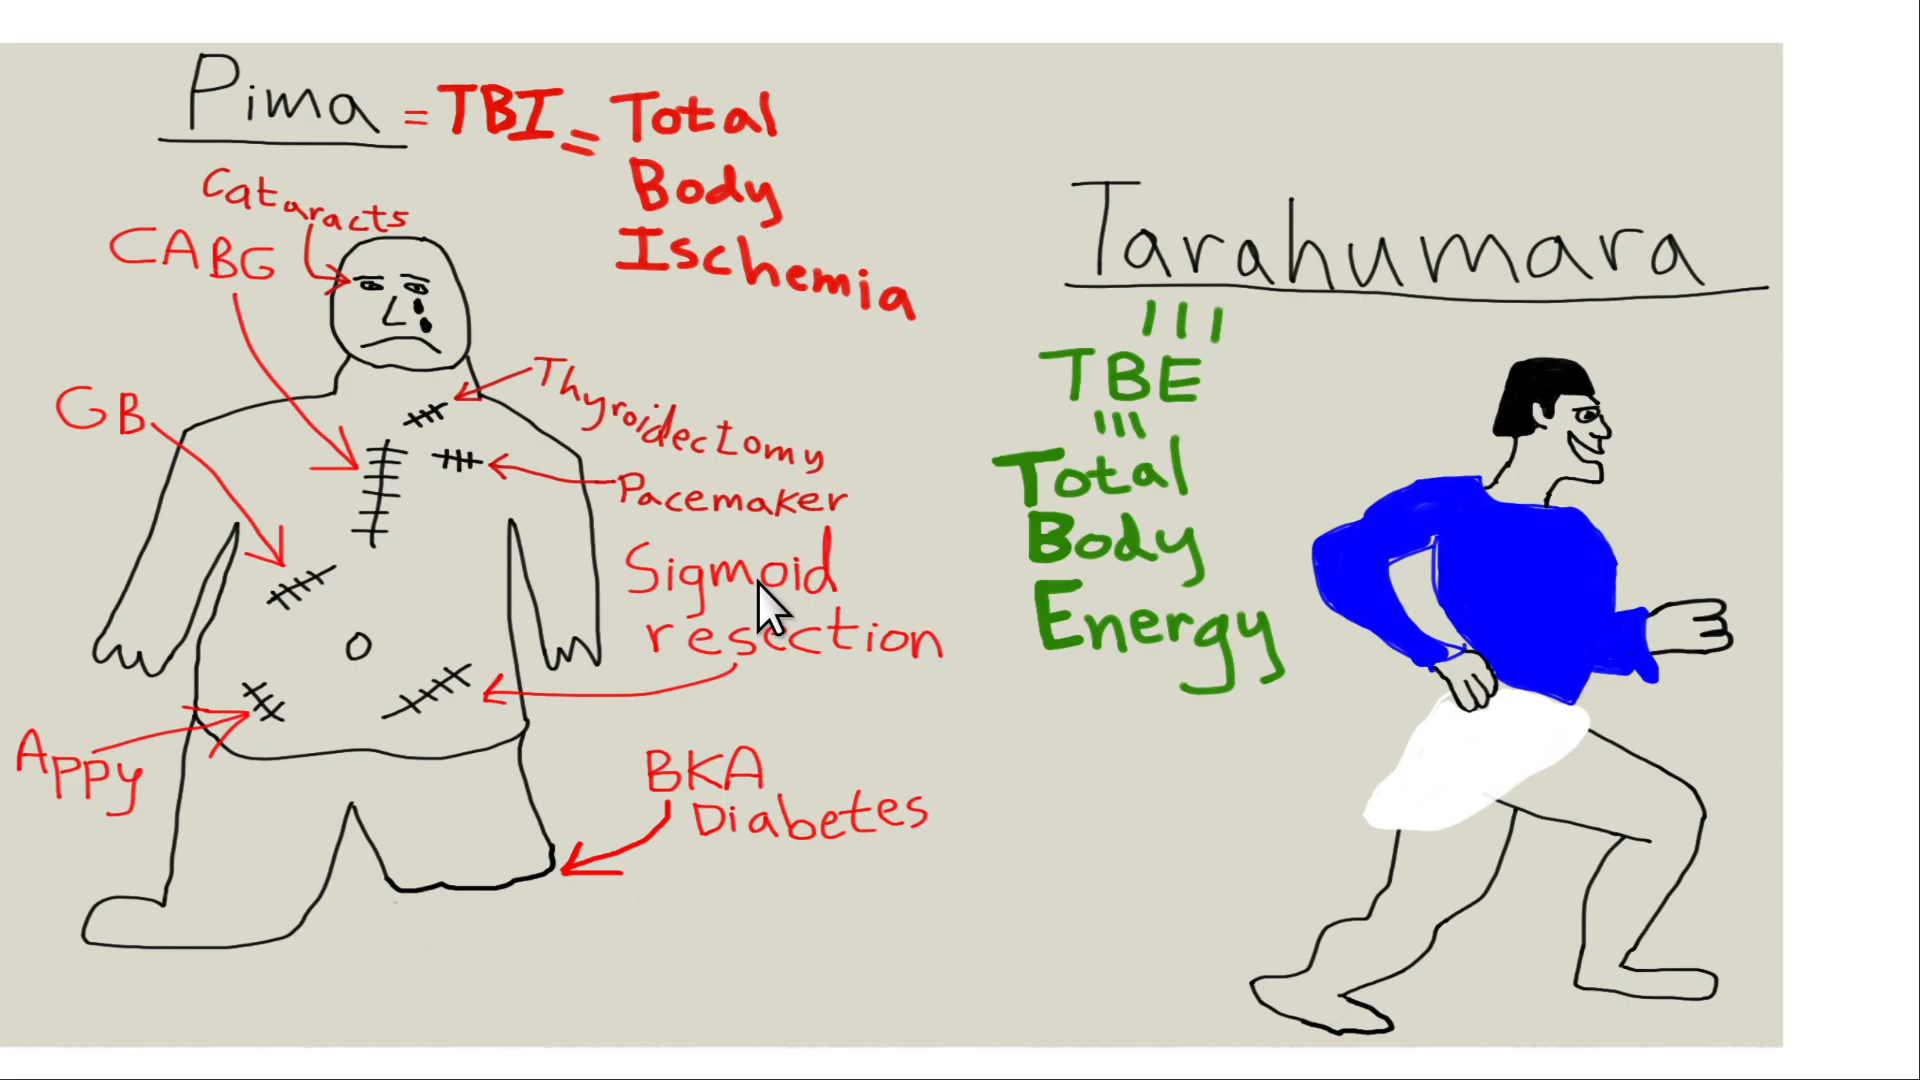 Pima = TBI = Total
Body
Ischemia
Cataracts
CABG
GB
Thyroidectomy
Pacemaker
Sigmoid
resection
Appy
BKA
Diabetes
Tarahumara
TBE
Total
Body
Energy